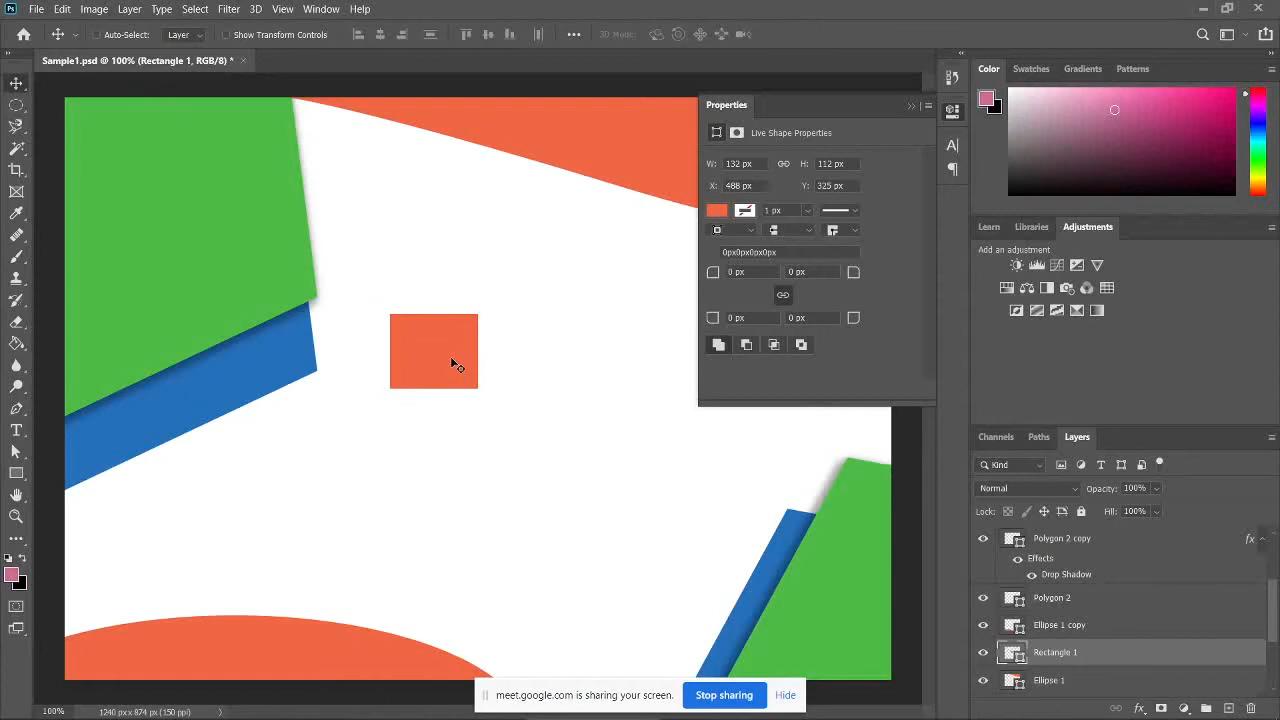 Ps File Edit Image Layer Type Select Filter 3D View Window Help
Auto-Select: Layer Show Transform Controls 3D Mode:
Sample1.psd @ 100% (Rectangle 1, RGB/8) *
Properties
Live Shape Properties
W: 132 px H: 112 px
X: 488 px Y: 325 px
1 px
0px0px0px0px
0 px 0 px
0 px 0 px
Color Swatches Gradients Patterns
Learn Libraries Adjustments
Add an adjustment
Channels Paths Layers
Kind
Normal Opacity: 100%
Lock: Fill: 100%
Polygon 2 copy fx
Effects
Drop Shadow
Polygon 2
Ellipse 1 copy
Rectangle 1
Ellipse 1
fx
meet.google.com is sharing your screen. Stop sharing Hide
100% 1240 px x 874 px (150 ppi)